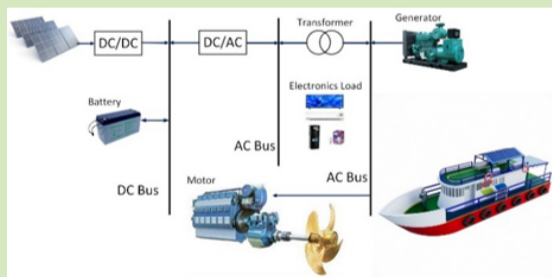 Transformer
Generator
DC/DC
DC/AC
Battery
Electronics Load
AC Bus
DC Bus
Motor
AC Bus